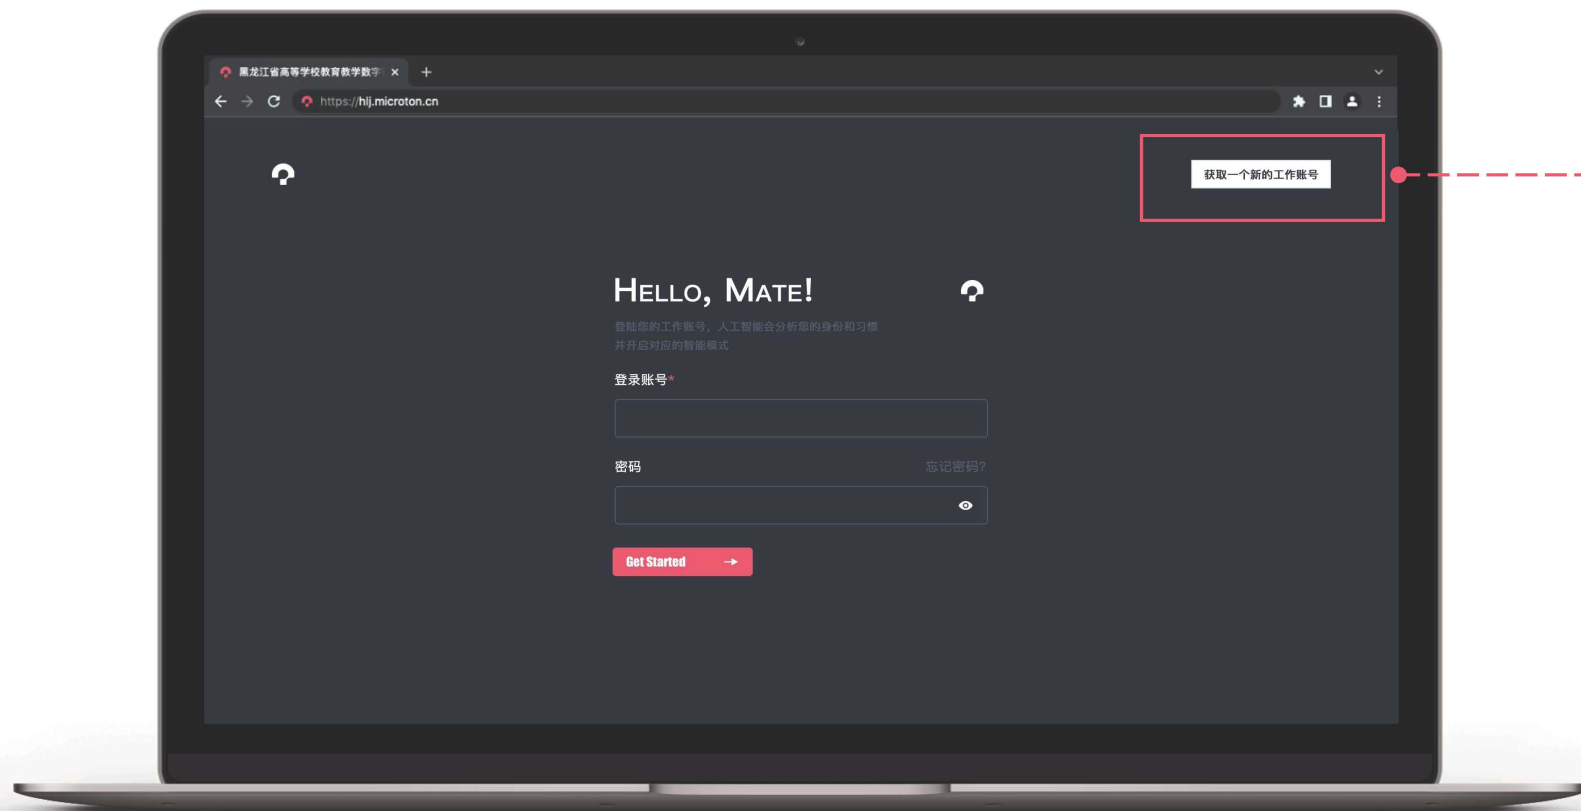 黑龙江省高等学校教育教学数字
https://hlj.microton.cn
获取一个新的工作账号
HELLO, MATE!
登陆您的工作账号，人工智能会分析您的身份和习惯
并开启对应的智能模式
登录账号*
密码
忘记密码?
Get Started